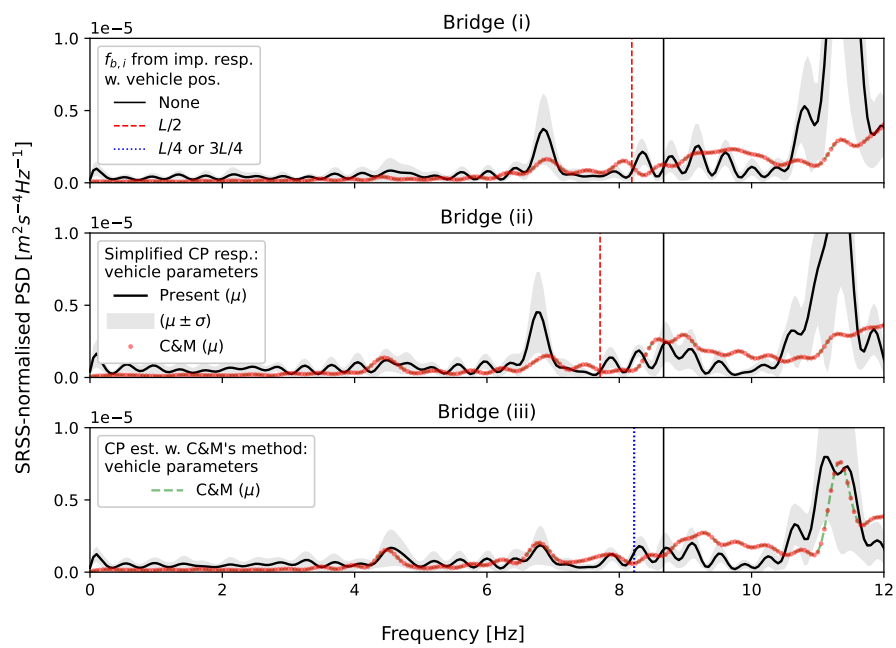 Bridge (i)
1e−5
1.0
0.5
0.0
f_{b,i} from imp. resp.
w. vehicle pos.
None
L/2
L/4 or 3L/4
Bridge (ii)
1e−5
1.0
0.5
0.0
Simplified CP resp.:
vehicle parameters
Present (μ)
(μ ± σ)
C&M (μ)
SRSS-normalised PSD [m²s⁻⁴Hz⁻¹]
Bridge (iii)
1e−5
1.0
0.5
0.0
CP est. w. C&M's method:
vehicle parameters
C&M (μ)
0 2 4 6 8 10 12
Frequency [Hz]